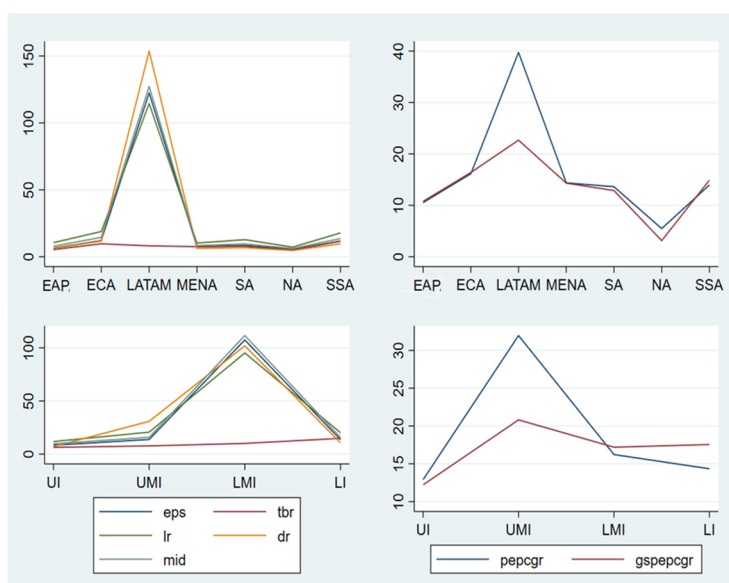 150
100
50
0
EAP. ECA LATAM MENA SA NA SSA
40
30
20
10
0
EAP. ECA LATAM MENA SA NA SSA
100
50
0
UI UMI LMI LI
eps tbr
lr dr
mid
30
25
20
15
10
UI UMI LMI LI
pepcgr gspepcgr